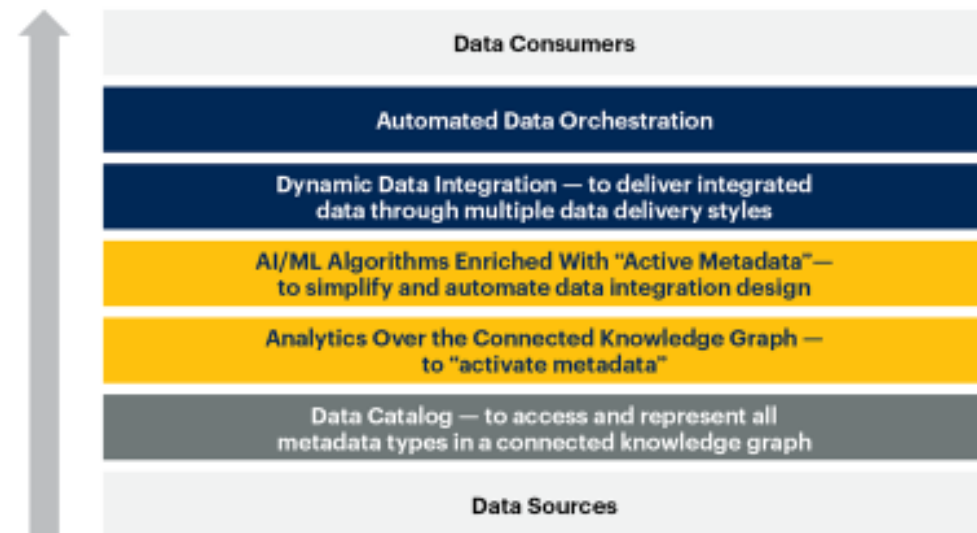 Data Consumers
Automated Data Orchestration
Dynamic Data Integration — to deliver integrated
data through multiple data delivery styles
AI/ML Algorithms Enriched With "Active Metadata"—
to simplify and automate data integration design
Analytics Over the Connected Knowledge Graph —
to "activate metadata"
Data Catalog — to access and represent all
metadata types in a connected knowledge graph
Data Sources